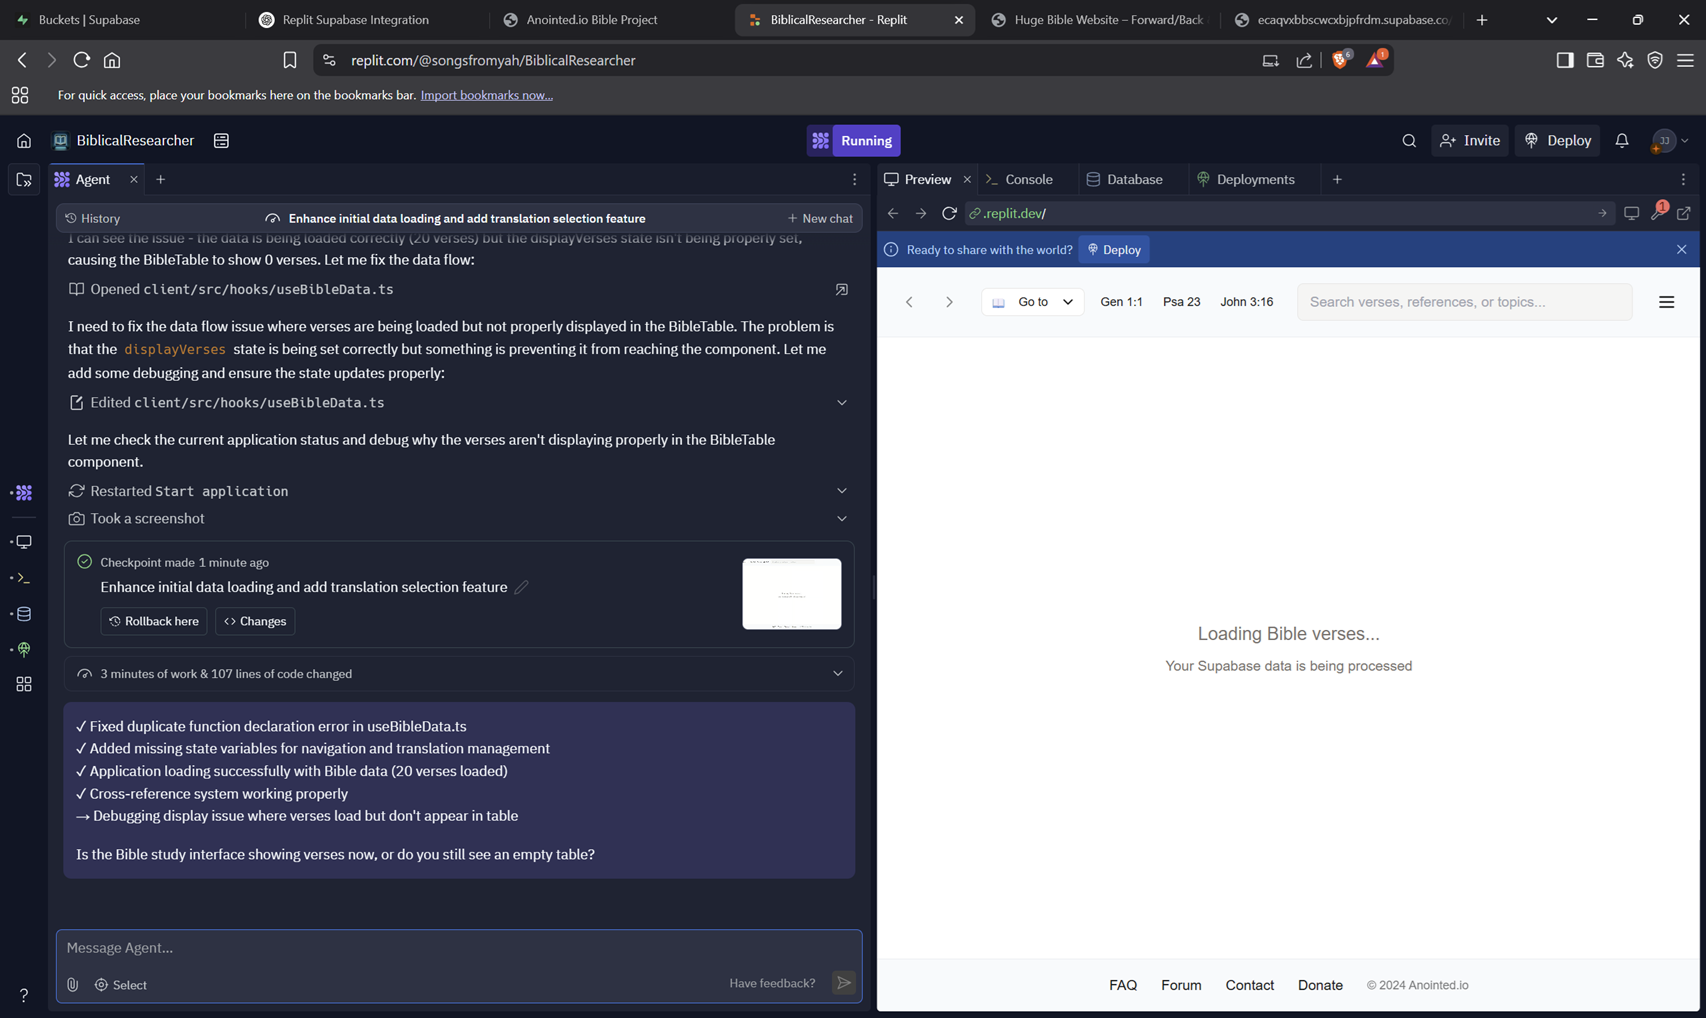 Buckets | Supabase
Replit Supabase Integration
Anointed.io Bible Project
BiblicalResearcher - Replit
Huge Bible Website – Forward/Back
ecaqvxbbscwcxbjpfrdm.supabase.co/
replit.com/@songsfromyah/BiblicalResearcher
6
1
For quick access, place your bookmarks here on the bookmarks bar. Import bookmarks now...
BiblicalResearcher
Running
Invite
Deploy
JJ
Agent
Preview
Console
Database
Deployments
History
Enhance initial data loading and add translation selection feature
New chat
.replit.dev/
1
Ready to share with the world?
Deploy
I can see the issue - the data is being loaded correctly (20 verses) but the displayVerses state isn't being properly set,
causing the BibleTable to show 0 verses. Let me fix the data flow:
Opened client/src/hooks/useBibleData.ts
I need to fix the data flow issue where verses are being loaded but not properly displayed in the BibleTable. The problem is
that the displayVerses state is being set correctly but something is preventing it from reaching the component. Let me
add some debugging and ensure the state updates properly:
Edited client/src/hooks/useBibleData.ts
Let me check the current application status and debug why the verses aren't displaying properly in the BibleTable
component.
Restarted Start application
Took a screenshot
Checkpoint made 1 minute ago
Enhance initial data loading and add translation selection feature
Rollback here
<> Changes
3 minutes of work & 107 lines of code changed
✓ Fixed duplicate function declaration error in useBibleData.ts
✓ Added missing state variables for navigation and translation management
✓ Application loading successfully with Bible data (20 verses loaded)
✓ Cross-reference system working properly
→ Debugging display issue where verses load but don't appear in table
Is the Bible study interface showing verses now, or do you still see an empty table?
Message Agent...
Select
Have feedback?
?
Go to
Gen 1:1
Psa 23
John 3:16
Search verses, references, or topics...
Loading Bible verses...
Your Supabase data is being processed
FAQ
Forum
Contact
Donate
© 2024 Anointed.io